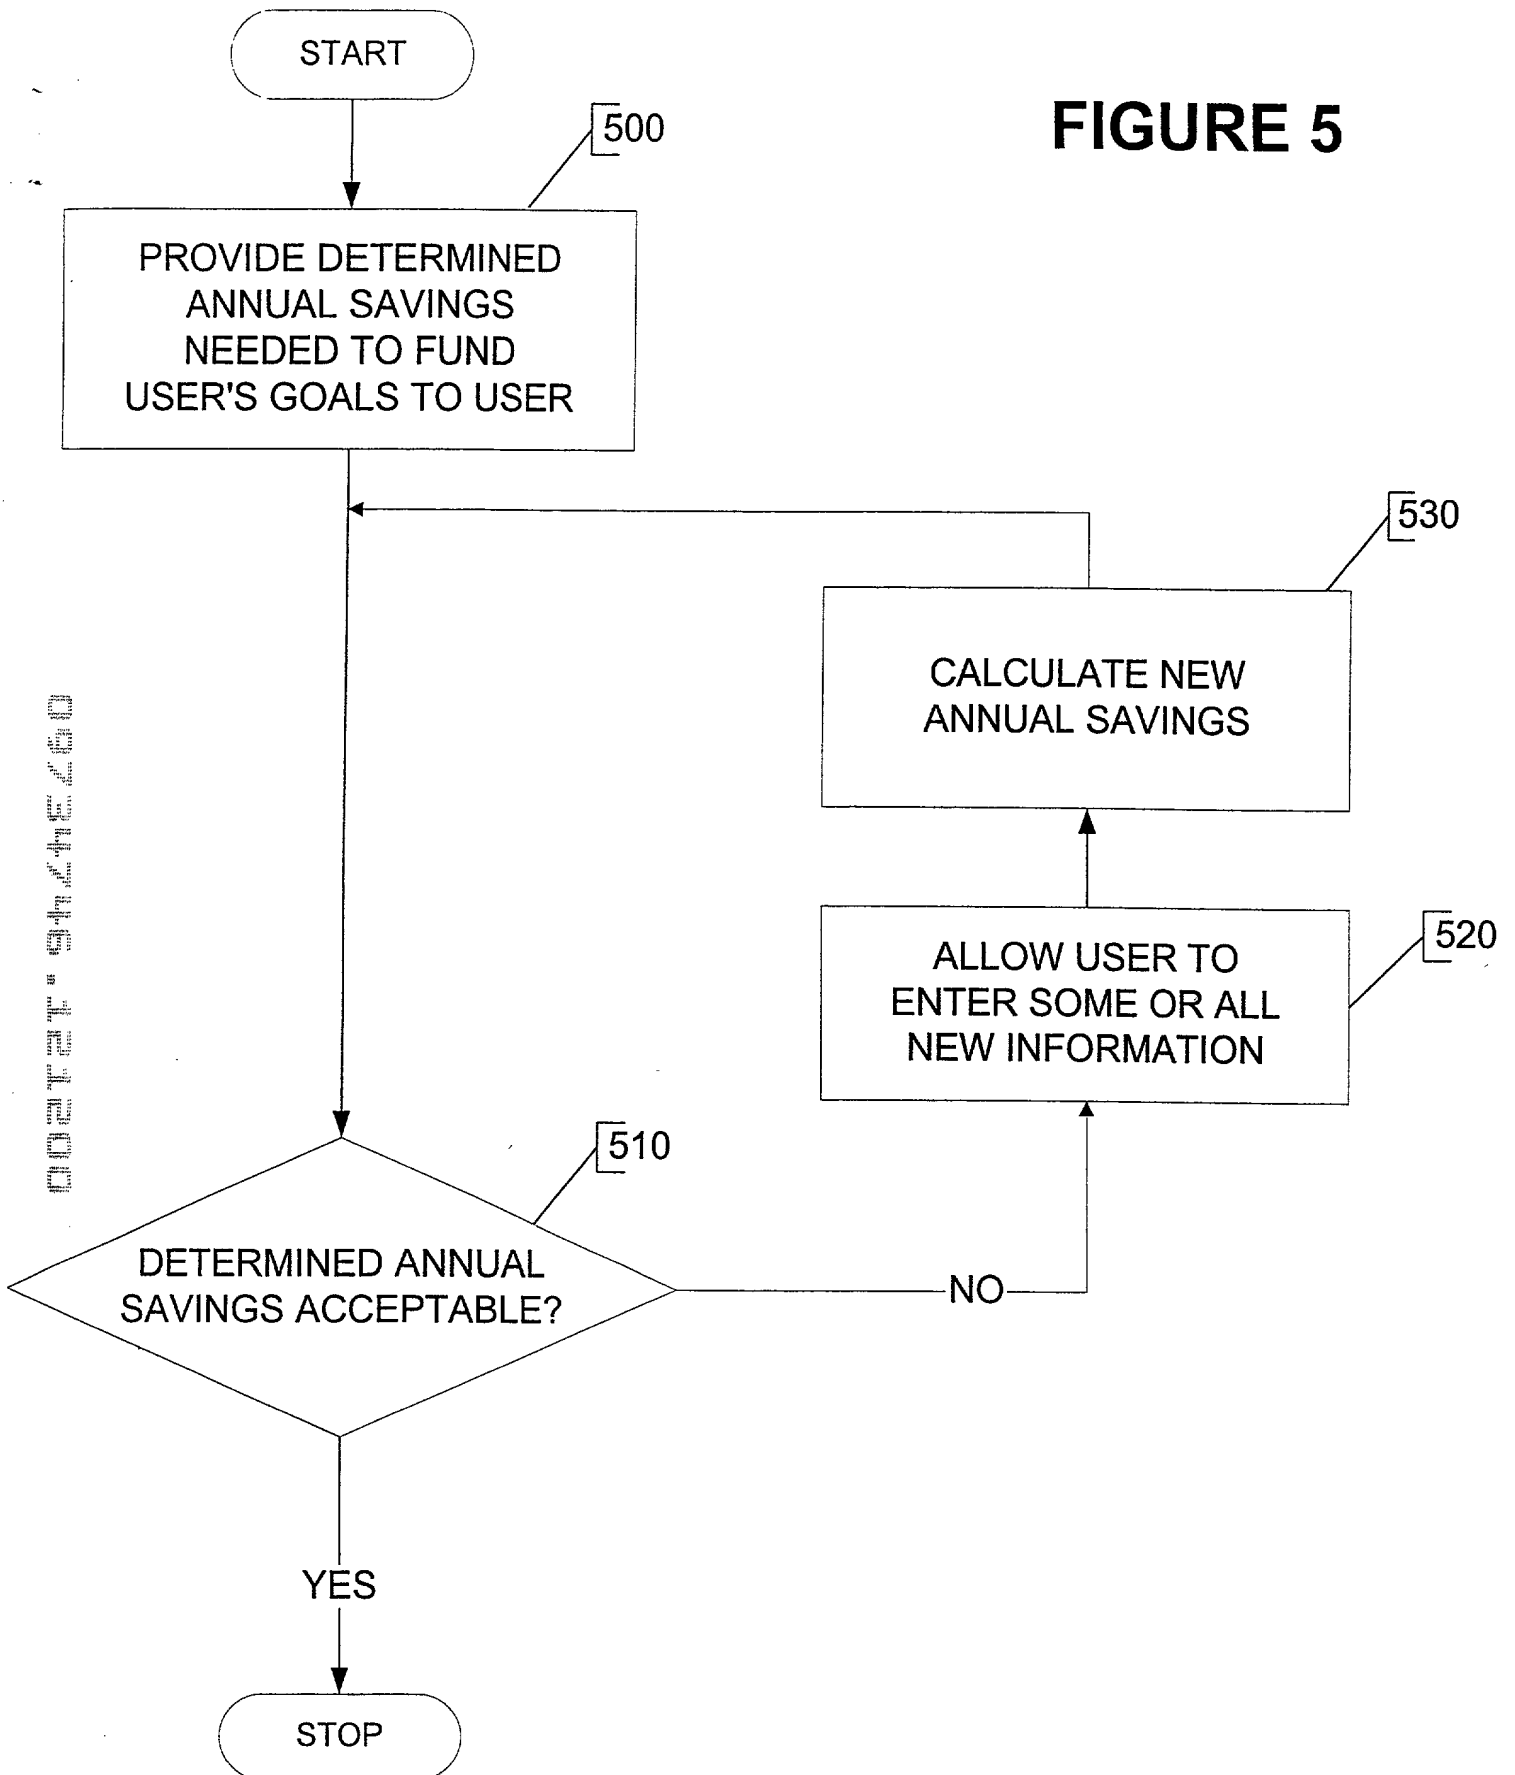 START
FIGURE 5
500
PROVIDE DETERMINED
ANNUAL SAVINGS
NEEDED TO FUND
USER'S GOALS TO USER
530
CALCULATE NEW
ANNUAL SAVINGS
520
ALLOW USER TO
ENTER SOME OR ALL
NEW INFORMATION
510
DETERMINED ANNUAL
SAVINGS ACCEPTABLE?
NO
YES
STOP